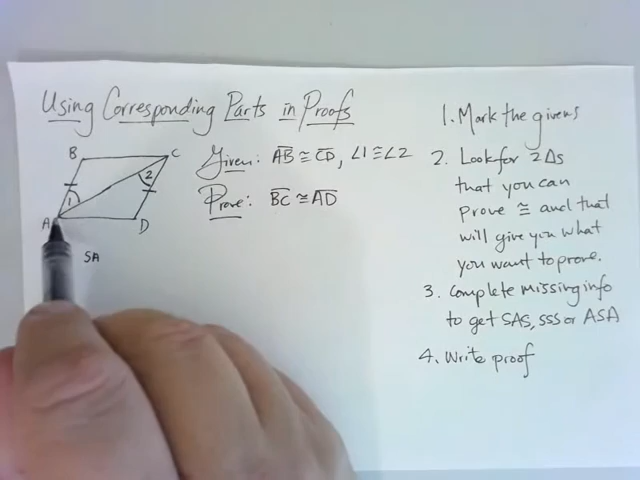 Using Corresponding Parts in Proofs
B
C
2
1
A
D
SA
Given: AB ≅ CD, ∠1 ≅ ∠2
Prove: BC ≅ AD
1. Mark the givens
2. Look for 2 Δs
that you can
prove ≅ and that
will give you what
you want to prove.
3. Complete missing info
to get SAS, SSS or ASA
4. Write proof